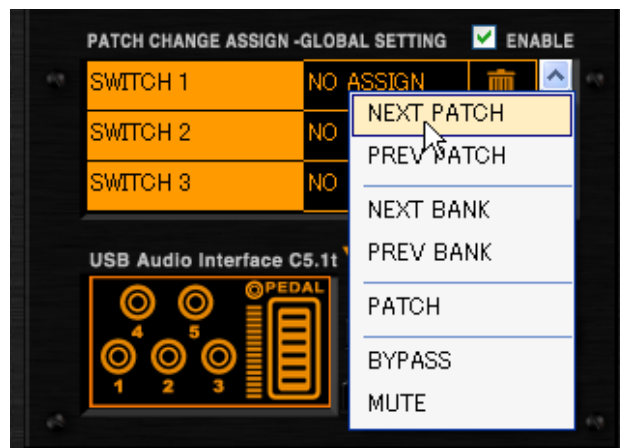 PATCH CHANGE ASSIGN -GLOBAL SETTING ENABLE
SWITCH 1 NO ASSIGN
SWITCH 2 NO
SWITCH 3 NO
NEXT PATCH
PREV PATCH
NEXT BANK
PREV BANK
PATCH
BYPASS
MUTE
USB Audio Interface C5.1t
PEDAL
4 5
1 2 3